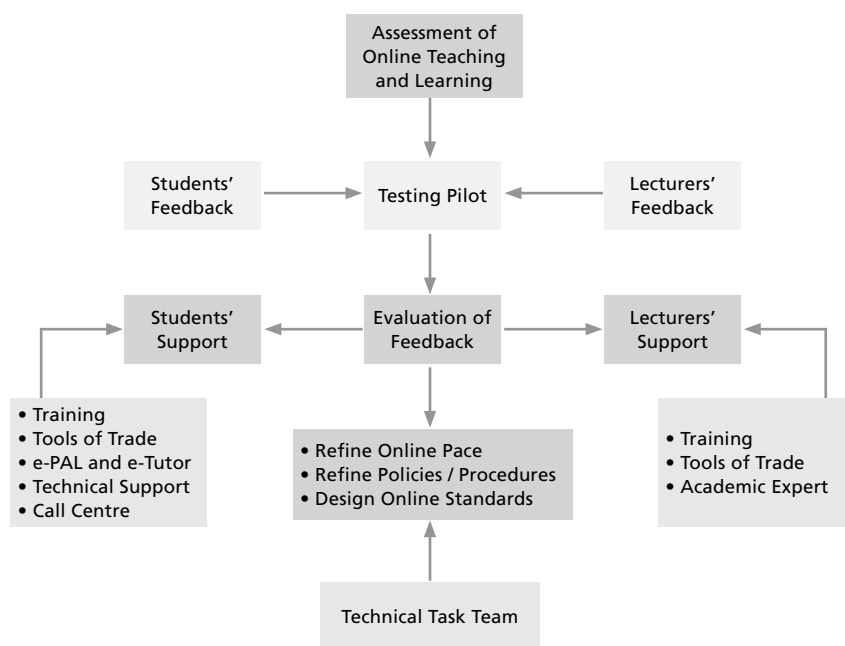 Assessment of
Online Teaching
and Learning
Students'
Feedback
Testing Pilot
Lecturers'
Feedback
Students'
Support
Evaluation of
Feedback
Lecturers'
Support
• Training
• Tools of Trade
• e-PAL and e-Tutor
• Technical Support
• Call Centre
• Refine Online Pace
• Refine Policies / Procedures
• Design Online Standards
• Training
• Tools of Trade
• Academic Expert
Technical Task Team